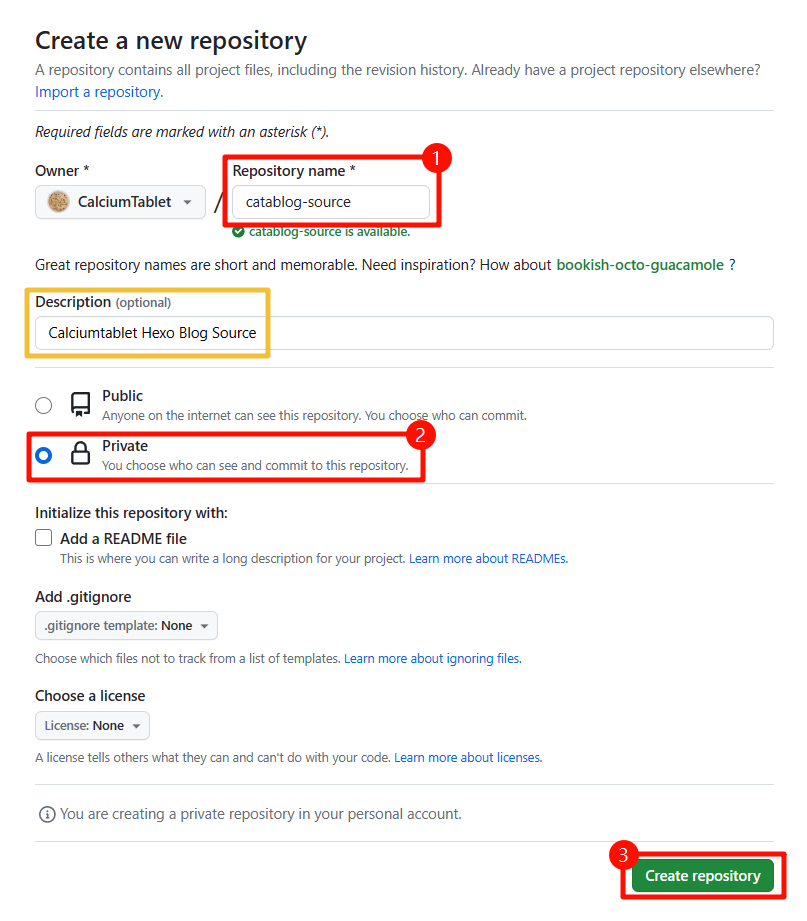 Create a new repository
A repository contains all project files, including the revision history. Already have a project repository elsewhere?
Import a repository.
Required fields are marked with an asterisk (*).
1
Owner * Repository name *
CalciumTablet / catablog-source
catablog-source is available.
Great repository names are short and memorable. Need inspiration? How about bookish-octo-guacamole ?
Description (optional)
Calciumtablet Hexo Blog Source
Public
Anyone on the internet can see this repository. You choose who can commit.
2
Private
You choose who can see and commit to this repository.
Initialize this repository with:
Add a README file
This is where you can write a long description for your project. Learn more about READMEs.
Add .gitignore
.gitignore template: None
Choose which files not to track from a list of templates. Learn more about ignoring files.
Choose a license
License: None
A license tells others what they can and can't do with your code. Learn more about licenses.
You are creating a private repository in your personal account.
3
Create repository